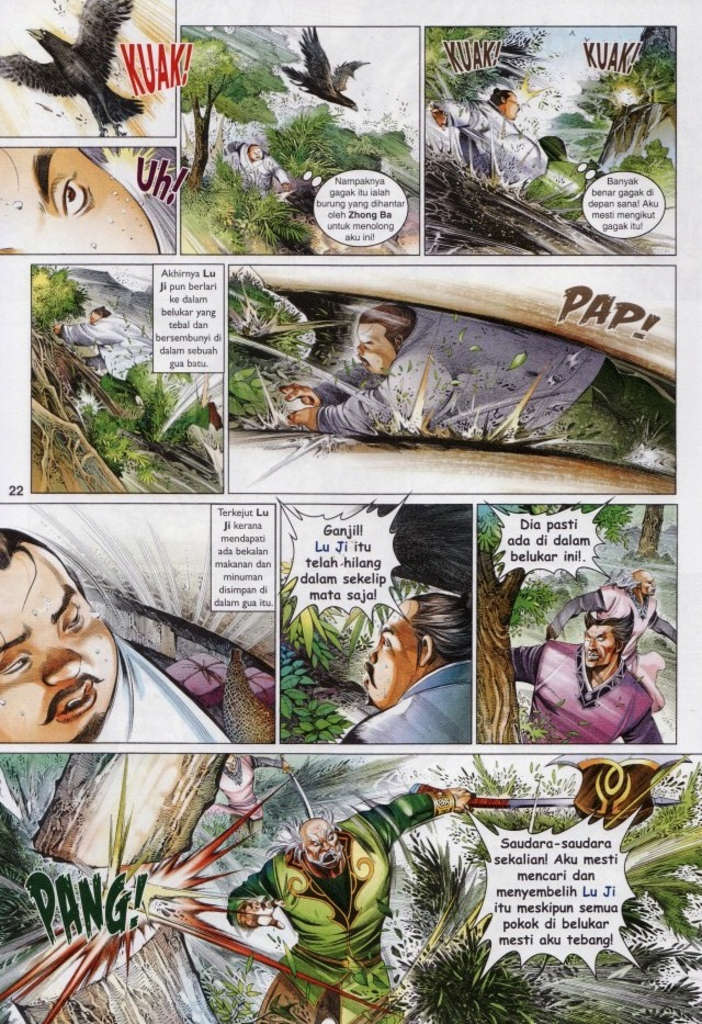 KUAK!
Uh!
Nampaknya
gagak itu ialah
burung yang dihantar
oleh Zhong Ba
untuk menolong
aku ini!
KUAK!
KUAK!
Banyak
benar gagak di
depan sana! Aku
mesti mengikut
gagak itu!
Akhirnya Lu
Ji pun berlari
ke dalam
belukar yang
tebal dan
bersembunyi di
dalam sebuah
gua batu.
PAP!
22
Terkejut Lu
Ji kerana
mendapati
ada bekalan
makanan dan
minuman
disimpan di
dalam gua itu.
Ganjil!
Lu Ji itu
telah hilang
dalam sekelip
mata saja!
Dia pasti
ada di dalam
belukar ini!.
PANG!
Saudara-saudara
sekalian! Aku mesti
mencari dan
menyembelih Lu Ji
itu meskipun semua
pokok di belukar
mesti aku tebang!